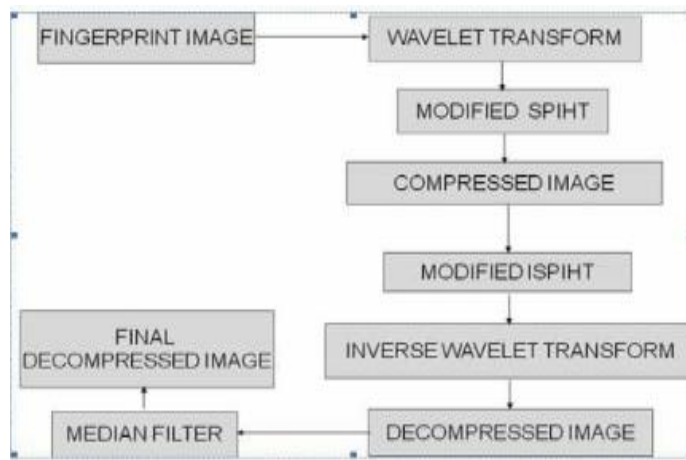 FINGERPRINT IMAGE
WAVELET TRANSFORM
MODIFIED SPIHT
COMPRESSED IMAGE
MODIFIED ISPIHT
INVERSE WAVELET TRANSFORM
DECOMPRESSED IMAGE
MEDIAN FILTER
FINAL
DECOMPRESSED IMAGE